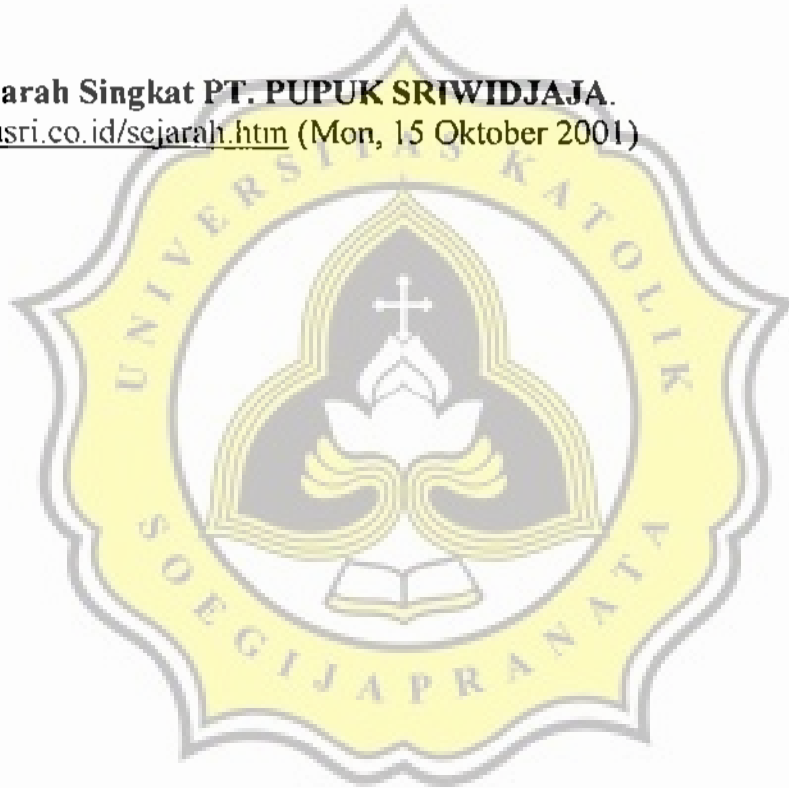 arah Singkat PT. PUPUK SRIWIDJAJA.
usri.co.id/sejarah.htm (Mon, 15 Oktober 2001)
UNIVERSITAS KATOLIK
SOEGIJAPRANATA